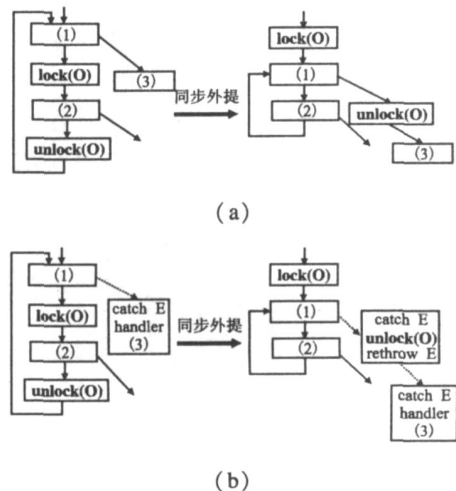 (1)
lock(O)
(3)
(2)
unlock(O)
同步外提
lock(O)
(1)
(2)
unlock(O)
(3)
(a)
(1)
lock(O)
(2)
unlock(O)
catch E
handler
(3)
同步外提
lock(O)
(1)
(2)
catch E
unlock(O)
rethrow E
catch E
handler
(3)
(b)